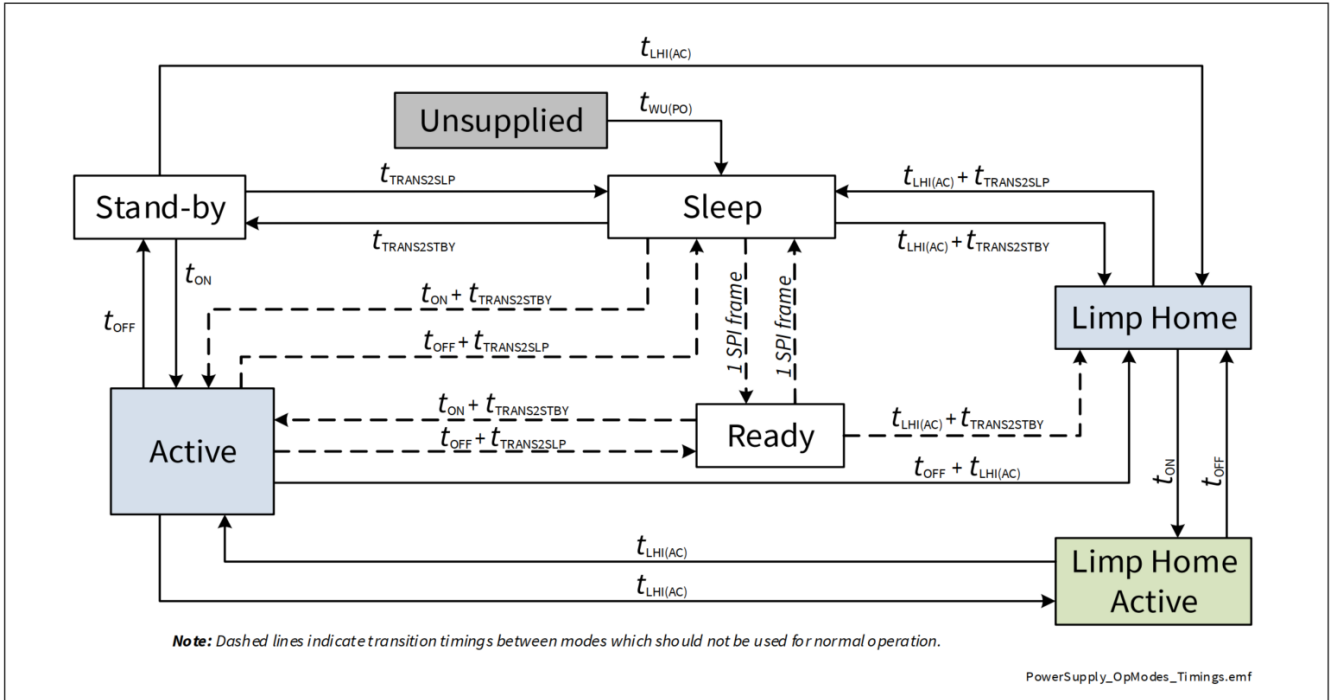 tLHI(AC)
Unsupplied
tWU(PO)
Stand-by
tTRANS2SLP
tTRANS2STBY
Sleep
tLHI(AC) + tTRANS2SLP
tLHI(AC) + tTRANS2STBY
tOFF
tON
tON + tTRANS2STBY
tOFF + tTRANS2SLP
1 SPI frame
1 SPI frame
Limp Home
Active
tON + tTRANS2STBY
tOFF + tTRANS2SLP
Ready
tLHI(AC) + tTRANS2STBY
tOFF + tLHI(AC)
tON
tOFF
tLHI(AC)
tLHI(AC)
Limp Home
Active
Note: Dashed lines indicate transition timings between modes which should not be used for normal operation.
PowerSupply_OpModes_Timings.emf